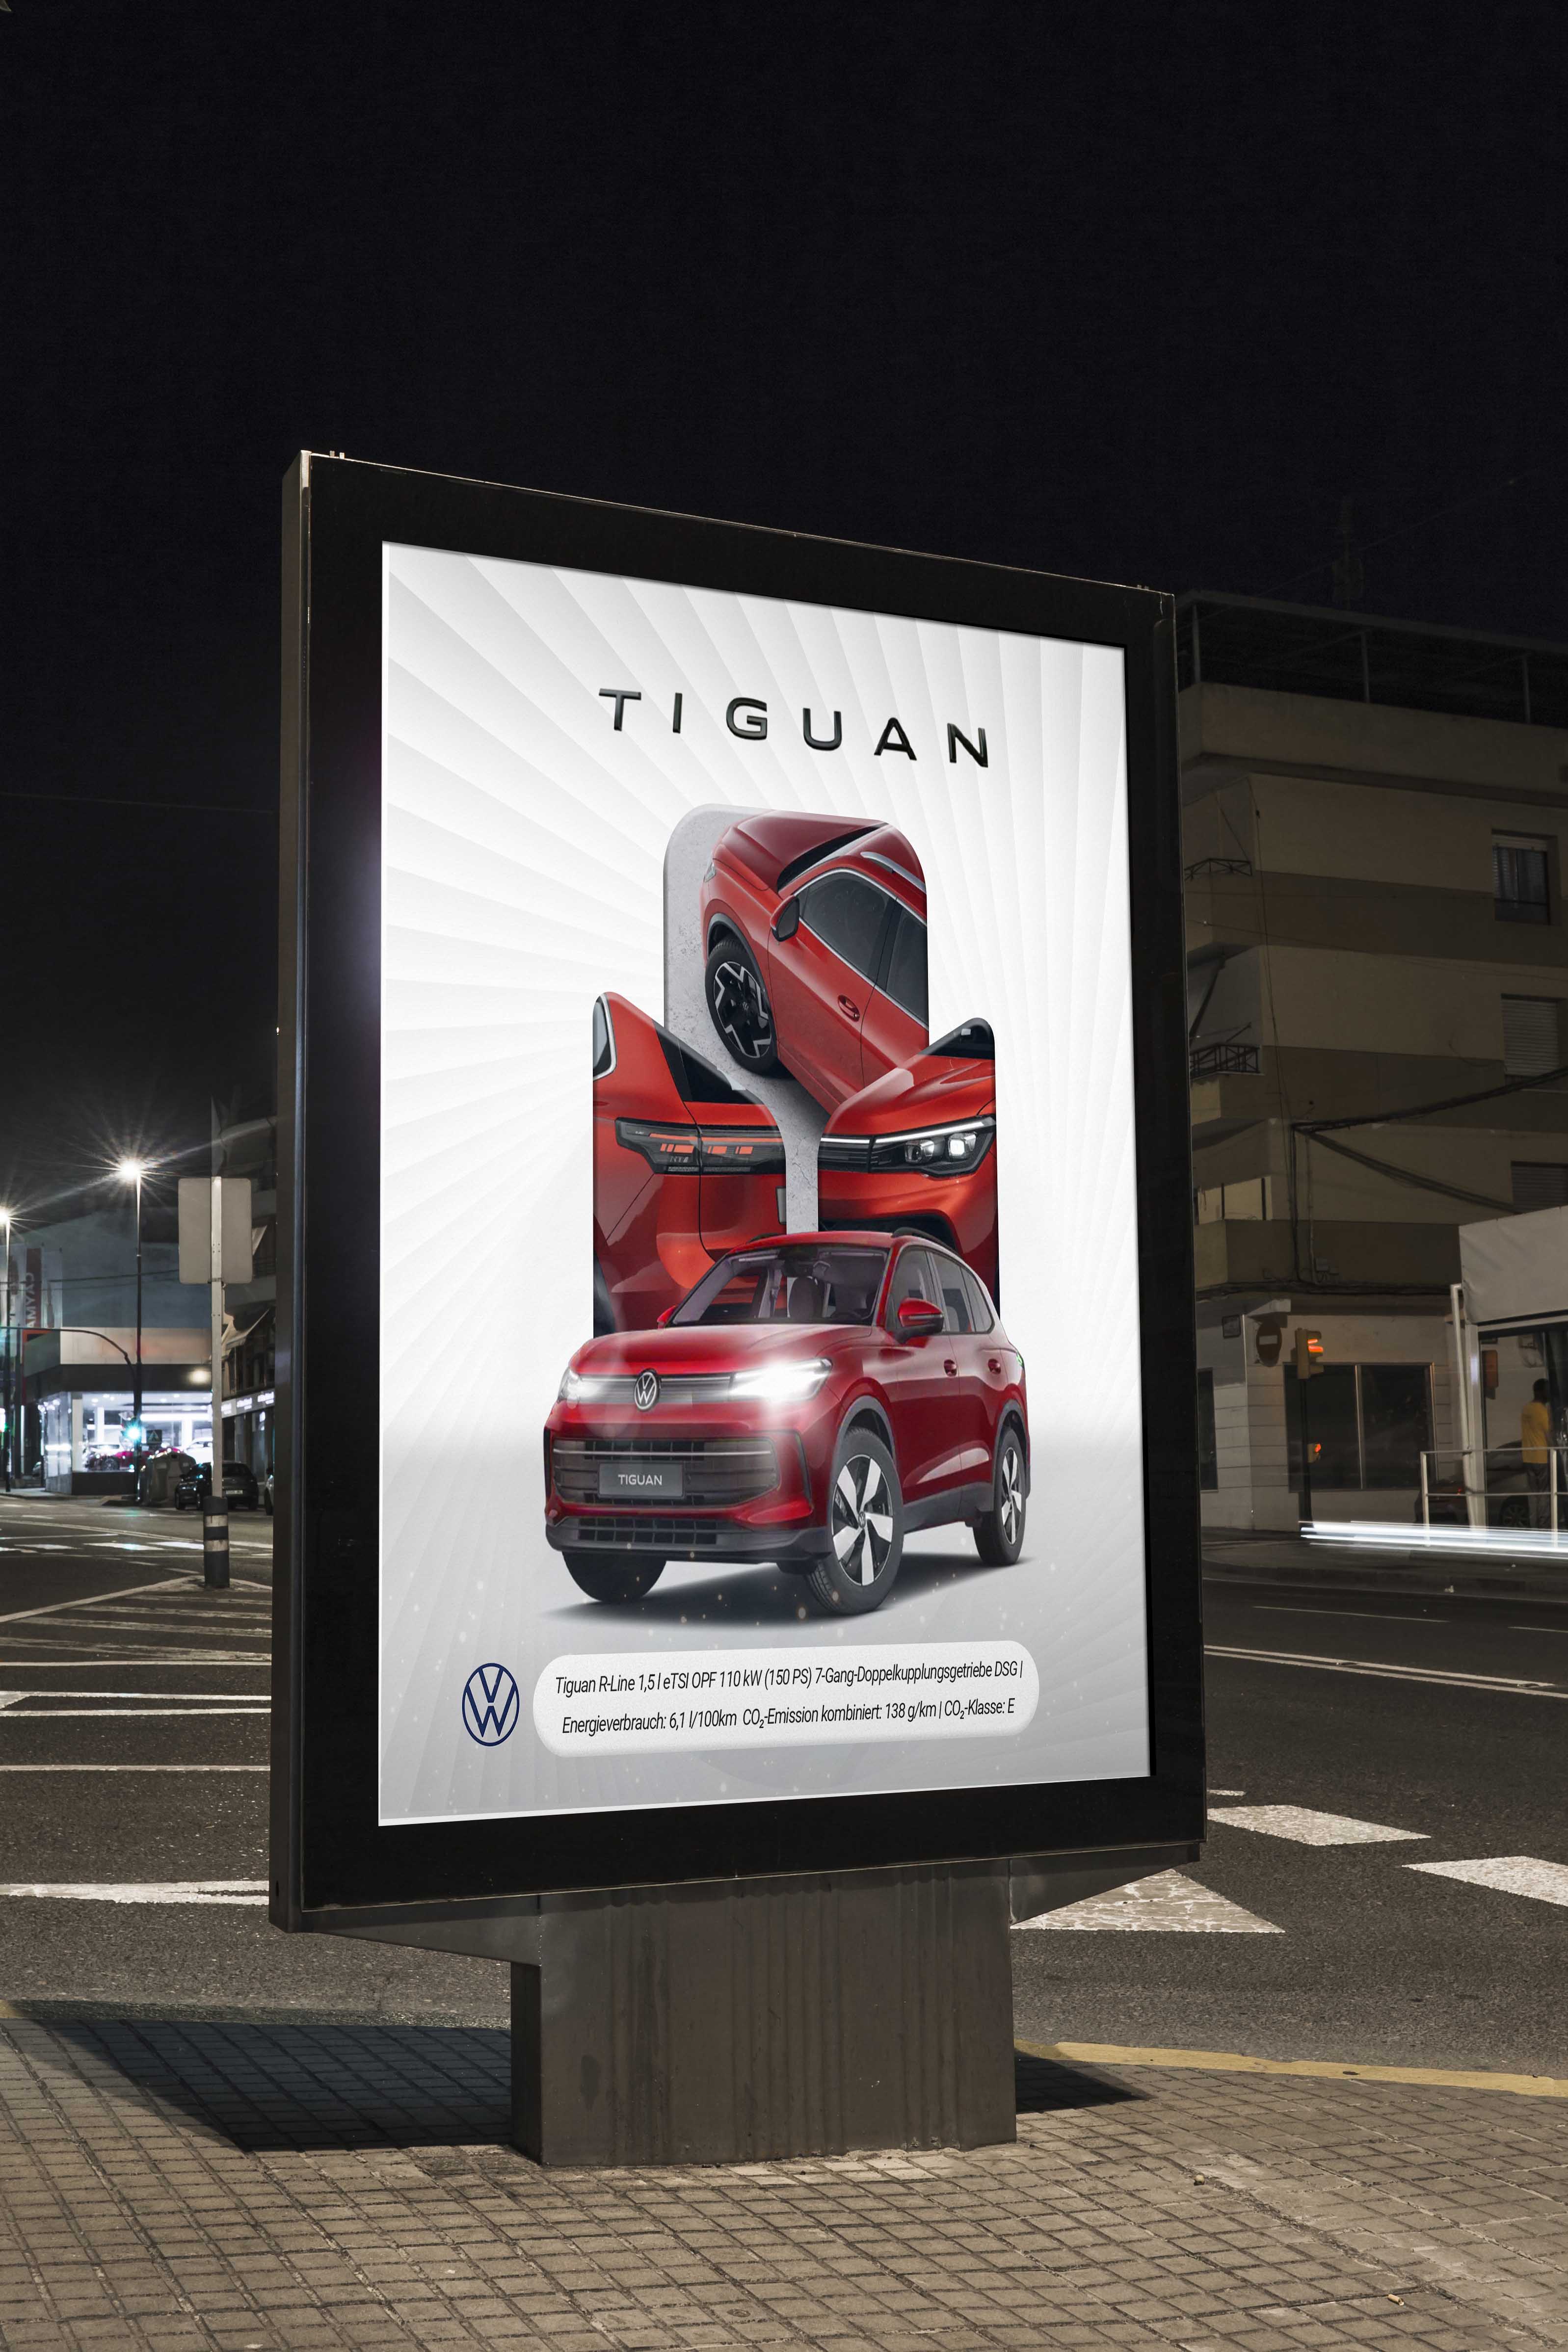 TIGUAN
TIGUAN
Tiguan R-Line 1,5 l eTSI OPF 110 kW (150 PS) 7-Gang-Doppelkupplungsgetriebe DSG |
Energieverbrauch: 6,1 l/100km CO₂-Emission kombiniert: 138 g/km | CO₂-Klasse: E